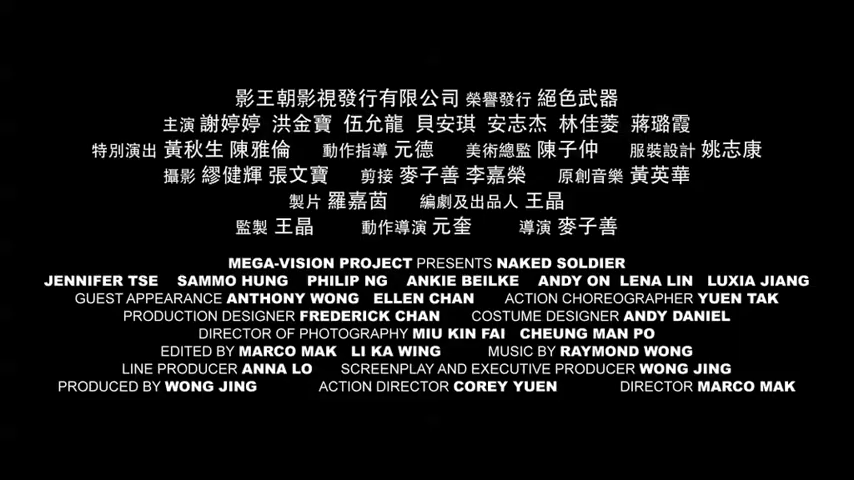 影王朝影視發行有限公司 榮譽發行 絕色武器
主演 謝婷婷 洪金寶 伍允龍 貝安琪 安志杰 林佳菱 蔣璐霞
特別演出 黃秋生 陳雅倫 動作指導 元德 美術總監 陳子仲 服裝設計 姚志康
攝影 繆健輝 張文寶 剪接 麥子善 李嘉榮 原創音樂 黃英華
製片 羅嘉茵 編劇及出品人 王晶
監製 王晶 動作導演 元奎 導演 麥子善
MEGA-VISION PROJECT PRESENTS NAKED SOLDIER
JENNIFER TSE SAMMO HUNG PHILIP NG ANKIE BEILKE ANDY ON LENA LIN LUXIA JIANG
GUEST APPEARANCE ANTHONY WONG ELLEN CHAN ACTION CHOREOGRAPHER YUEN TAK
PRODUCTION DESIGNER FREDERICK CHAN COSTUME DESIGNER ANDY DANIEL
DIRECTOR OF PHOTOGRAPHY MIU KIN FAI CHEUNG MAN PO
EDITED BY MARCO MAK LI KA WING MUSIC BY RAYMOND WONG
LINE PRODUCER ANNA LO SCREENPLAY AND EXECUTIVE PRODUCER WONG JING
PRODUCED BY WONG JING ACTION DIRECTOR COREY YUEN DIRECTOR MARCO MAK